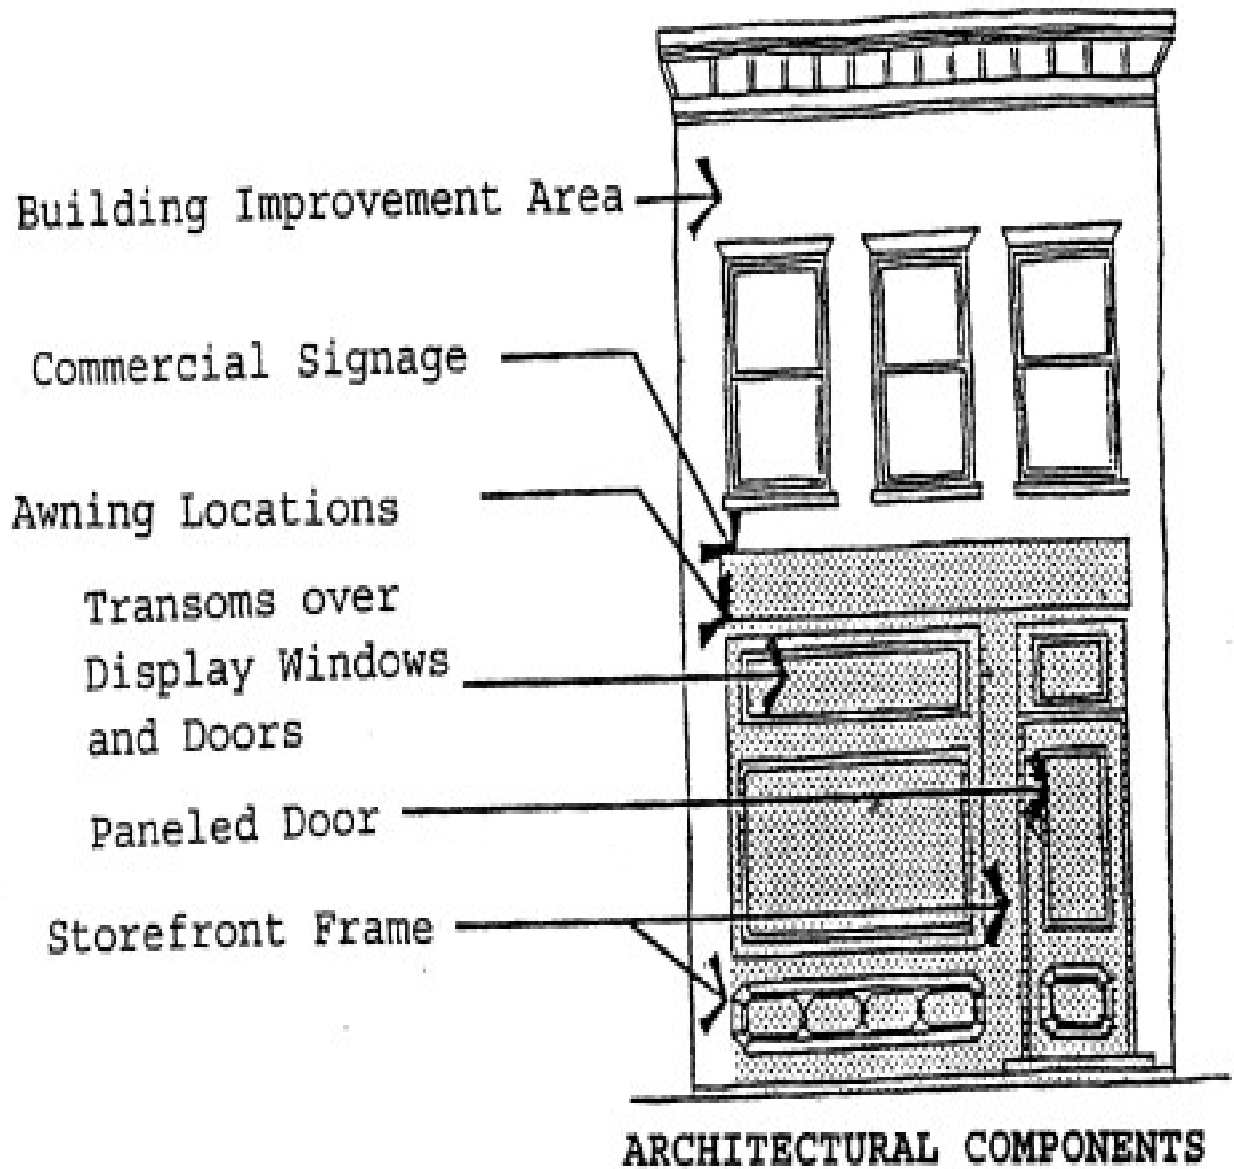 Building Improvement Area
Commercial Signage
Awning Locations
Transoms over
Display Windows
and Doors
Paneled Door
Storefront Frame
ARCHITECTURAL COMPONENTS